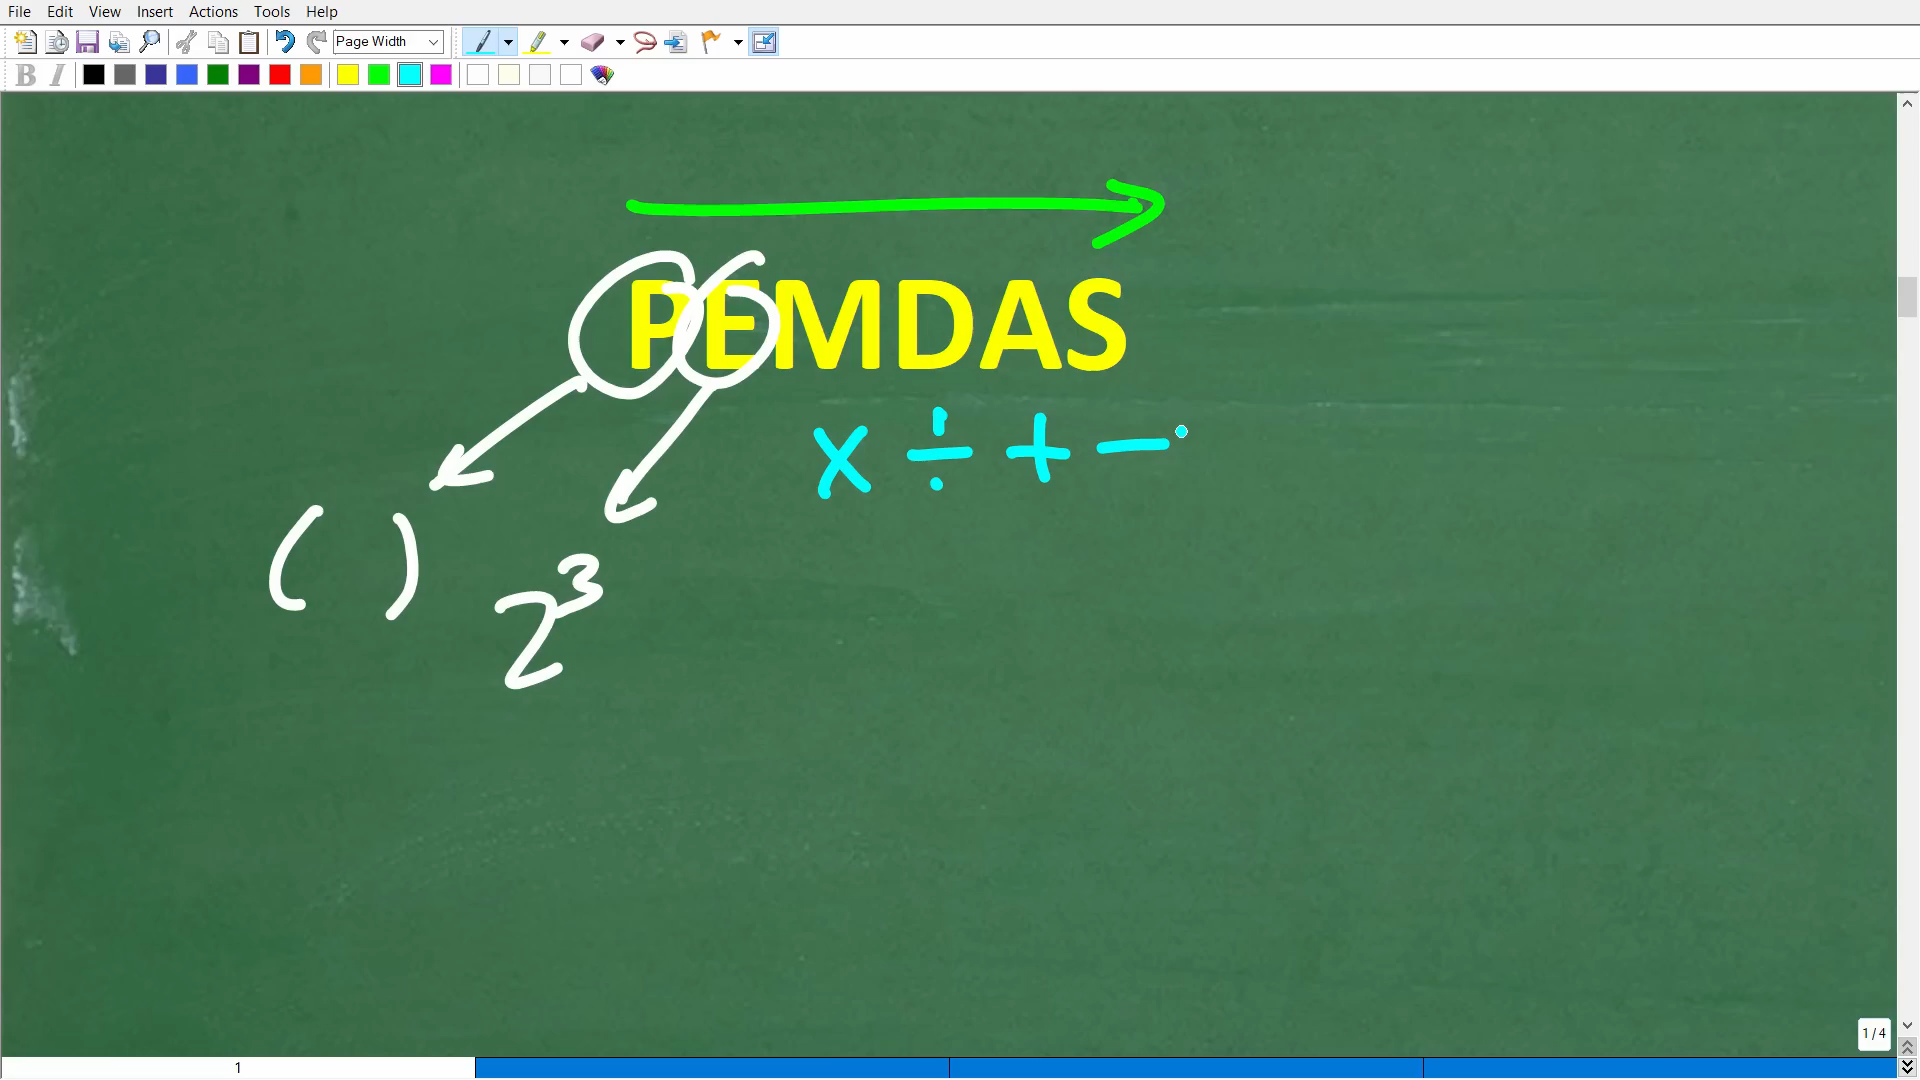 File Edit View Insert Actions Tools Help
Page Width
B I
PEMDAS
x ÷ + −
( )
2³
1 / 4
1